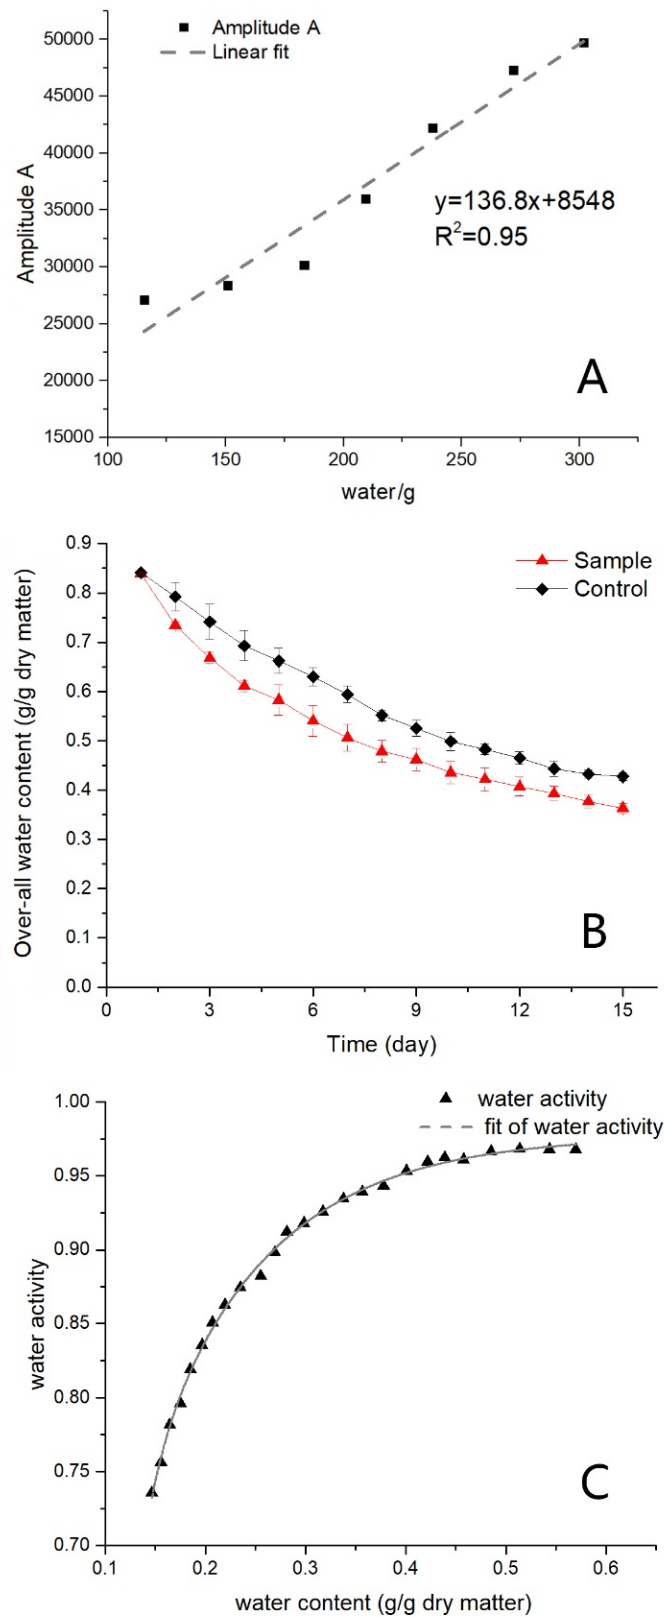 50000
45000
40000
35000
30000
25000
20000
15000
Amplitude A
Amplitude A
Linear fit
y=136.8x+8548
R²=0.95
A
100 150 200 250 300
water/g
0.9
0.8
0.7
0.6
0.5
0.4
0.3
0.2
0.1
0.0
Over-all water content (g/g dry matter)
Sample
Control
B
0 3 6 9 12 15
Time (day)
1.00
0.95
0.90
0.85
0.80
0.75
0.70
water activity
water activity
fit of water activity
C
0.1 0.2 0.3 0.4 0.5 0.6
water content (g/g dry matter)